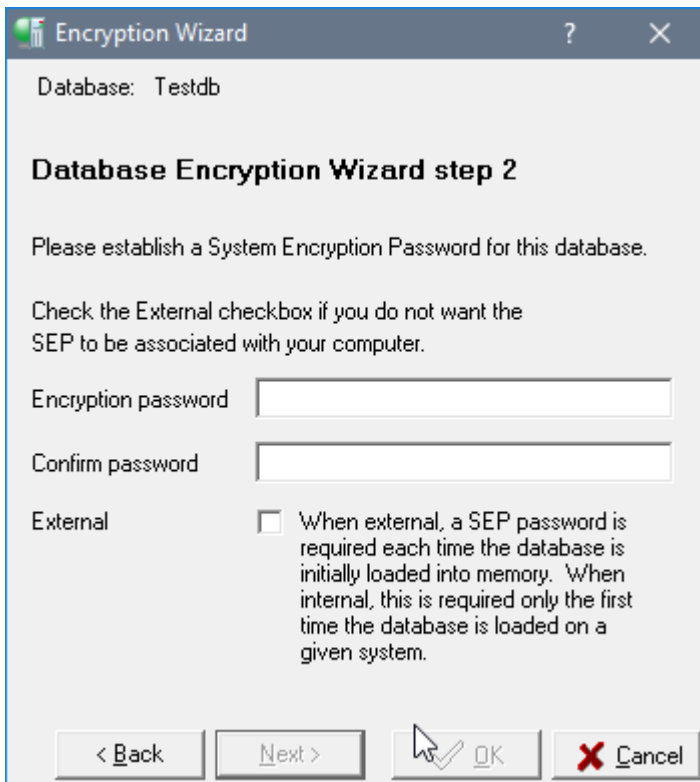 Encryption Wizard ? ×
Database: Testdb
Database Encryption Wizard step 2
Please establish a System Encryption Password for this database.
Check the External checkbox if you do not want the
SEP to be associated with your computer.
Encryption password
Confirm password
External
When external, a SEP password is
required each time the database is
initially loaded into memory. When
internal, this is required only the first
time the database is loaded on a
given system.
< Back Next > OK Cancel